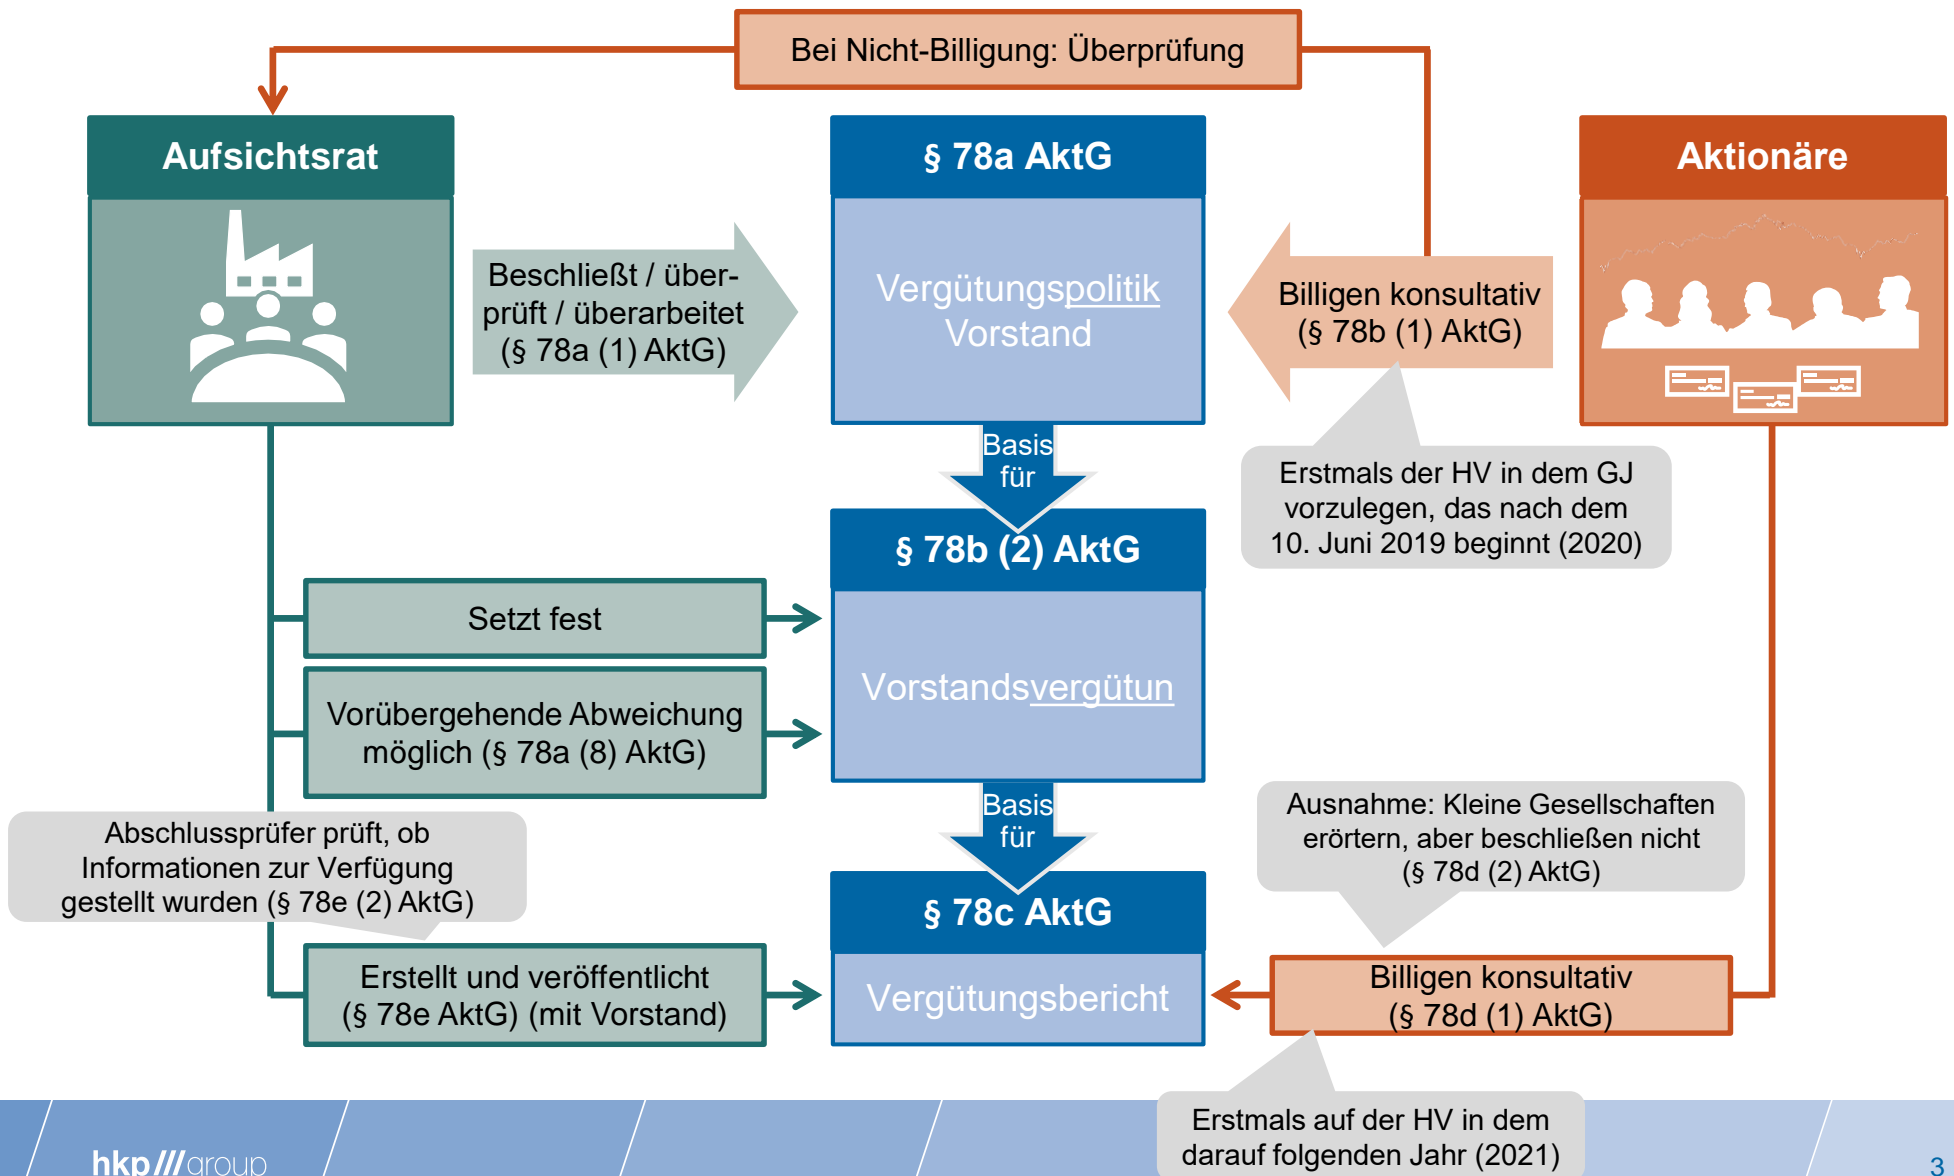 Bei Nicht-Billigung: Überprüfung
Aufsichtsrat
§ 78a AktG
Aktionäre
Beschließt / über-
prüft / überarbeitet
(§ 78a (1) AktG)
Vergütungspolitik
Vorstand
Billigen konsultativ
(§ 78b (1) AktG)
Basis
für
Erstmals der HV in dem GJ
vorzulegen, das nach dem
10. Juni 2019 beginnt (2020)
§ 78b (2) AktG
Setzt fest
Vorstandsvergütun
Vorübergehende Abweichung
möglich (§ 78a (8) AktG)
Basis
für
Ausnahme: Kleine Gesellschaften
erörtern, aber beschließen nicht
(§ 78d (2) AktG)
Abschlussprüfer prüft, ob
Informationen zur Verfügung
gestellt wurden (§ 78e (2) AktG)
§ 78c AktG
Erstellt und veröffentlicht
(§ 78e AktG) (mit Vorstand)
Vergütungsbericht
Billigen konsultativ
(§ 78d (1) AktG)
Erstmals auf der HV in dem
darauf folgenden Jahr (2021)
hkp///group
3